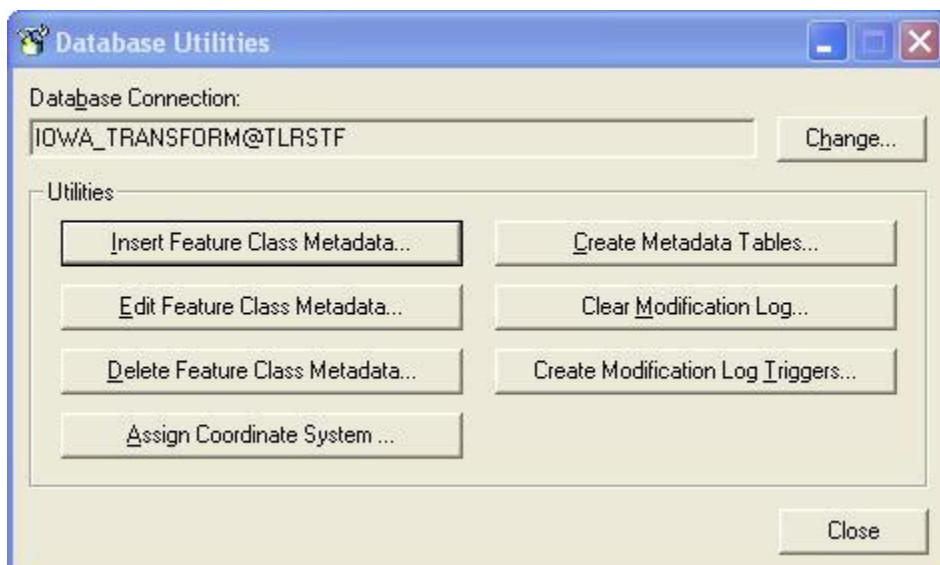 Database Utilities
Database Connection:
IOWA_TRANSFORM@TLRSTF
Change...
Utilities
Insert Feature Class Metadata...
Create Metadata Tables...
Edit Feature Class Metadata...
Clear Modification Log...
Delete Feature Class Metadata...
Create Modification Log Triggers...
Assign Coordinate System ...
Close